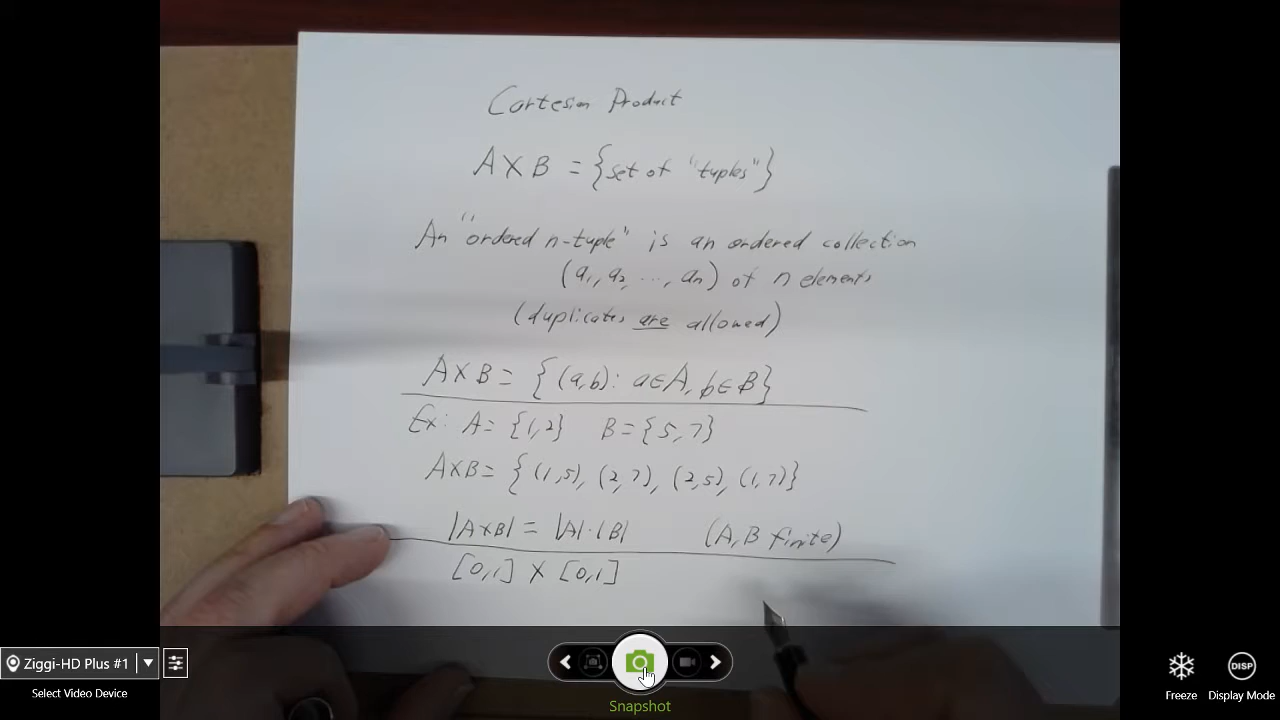 Cartesian Product
A X B = {set of "tuples"}
An "ordered n-tuple" is an ordered collection
(a₁, a₂, ..., aₙ) of n elements
(duplicates are allowed)
A X B = {(a,b): a∈A, b∈B}
Ex: A = {1,2} B = {5,7}
AXB = {(1,5), (2,7), (2,5), (1,7)}
|AXB| = |A|·|B| (A,B finite)
[0,1] X [0,1]
Ziggi-HD Plus #1
Select Video Device
Snapshot
Freeze
DISP
Display Mode